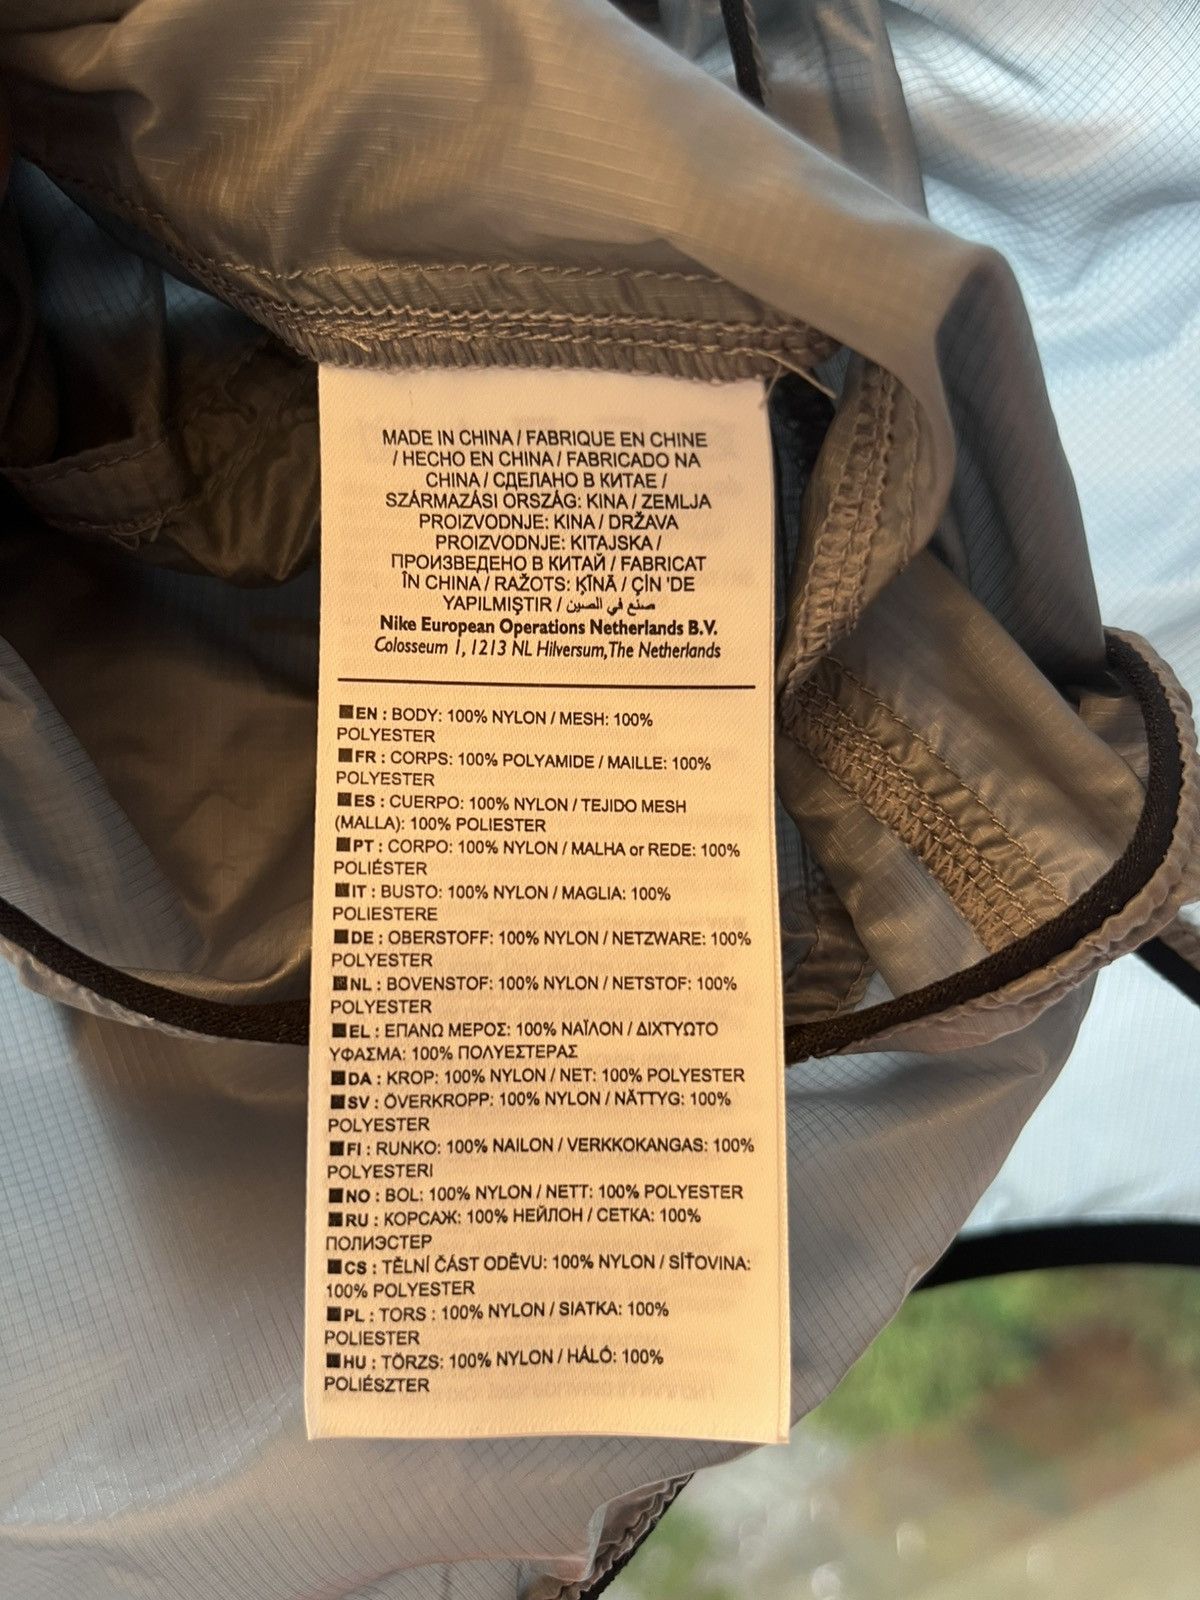 MADE IN CHINA / FABRIQUE EN CHINE
/ HECHO EN CHINA / FABRICADO NA
CHINA / СДЕЛАНО В КИТАЕ /
SZÁRMAZÁSI ORSZÁG: KINA / ZEMLJA
PROIZVODNJE: KINA / DRŽAVA
PROIZVODNJE: KITAJSKA /
ПРОИЗВЕДЕНО В КИТАЙ / FABRICAT
ÎN CHINA / RAŽOTS: ĶĪNĀ / ÇİN 'DE
YAPILMIŞTIR / صنع في الصين
Nike European Operations Netherlands B.V.
Colosseum 1, 1213 NL Hilversum, The Netherlands
EN : BODY: 100% NYLON / MESH: 100%
POLYESTER
FR : CORPS: 100% POLYAMIDE / MAILLE: 100%
POLYESTER
ES : CUERPO: 100% NYLON / TEJIDO MESH
(MALLA): 100% POLIESTER
PT : CORPO: 100% NYLON / MALHA or REDE: 100%
POLIÉSTER
IT : BUSTO: 100% NYLON / MAGLIA: 100%
POLIESTERE
DE : OBERSTOFF: 100% NYLON / NETZWARE: 100%
POLYESTER
NL : BOVENSTOF: 100% NYLON / NETSTOF: 100%
POLYESTER
EL : ΕΠΑΝΩ ΜΕΡΟΣ: 100% ΝΑΪΛΟΝ / ΔΙΧΤΥΩΤΟ
ΥΦΑΣΜΑ: 100% ΠΟΛΥΕΣΤΕΡΑΣ
DA : KROP: 100% NYLON / NET: 100% POLYESTER
SV : ÖVERKROPP: 100% NYLON / NÄTTYG: 100%
POLYESTER
FI : RUNKO: 100% NAILON / VERKKOKANGAS: 100%
POLYESTERI
NO : BOL: 100% NYLON / NETT: 100% POLYESTER
RU : КОРСАЖ: 100% НЕЙЛОН / СЕТКА: 100%
ПОЛИЭСТЕР
CS : TĚLNÍ ČÁST ODĚVU: 100% NYLON / SÍŤOVINA:
100% POLYESTER
PL : TORS : 100% NYLON / SIATKA: 100%
POLIESTER
HU : TÖRZS: 100% NYLON / HÁLÓ: 100%
POLIÉSZTER